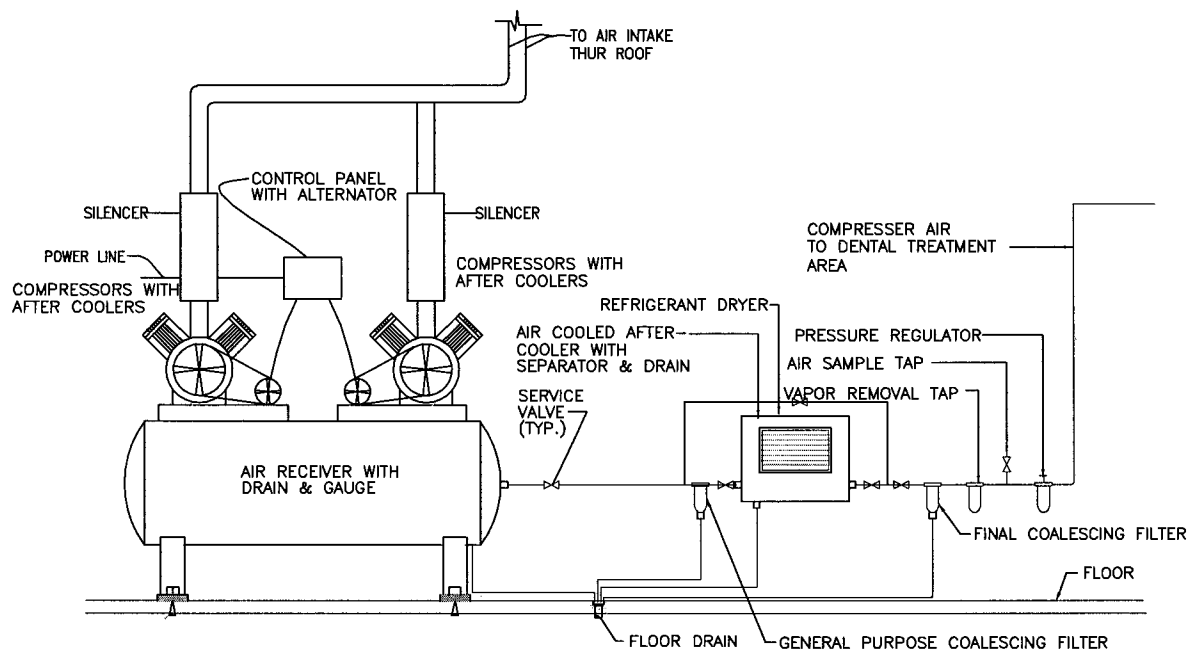 TO AIR INTAKE
THUR ROOF
CONTROL PANEL
WITH ALTERNATOR
SILENCER
SILENCER
POWER LINE
COMPRESSORS WITH
AFTER COOLERS
COMPRESSORS WITH
AFTER COOLERS
COMPRESSER AIR
TO DENTAL TREATMENT
AREA
REFRIGERANT DRYER
AIR COOLED AFTER
COOLER WITH
SEPARATOR & DRAIN
PRESSURE REGULATOR
AIR SAMPLE TAP
VAPOR REMOVAL TAP
SERVICE
VALVE
(TYP.)
AIR RECEIVER WITH
DRAIN & GAUGE
FINAL COALESCING FILTER
FLOOR
FLOOR DRAIN
GENERAL PURPOSE COALESCING FILTER